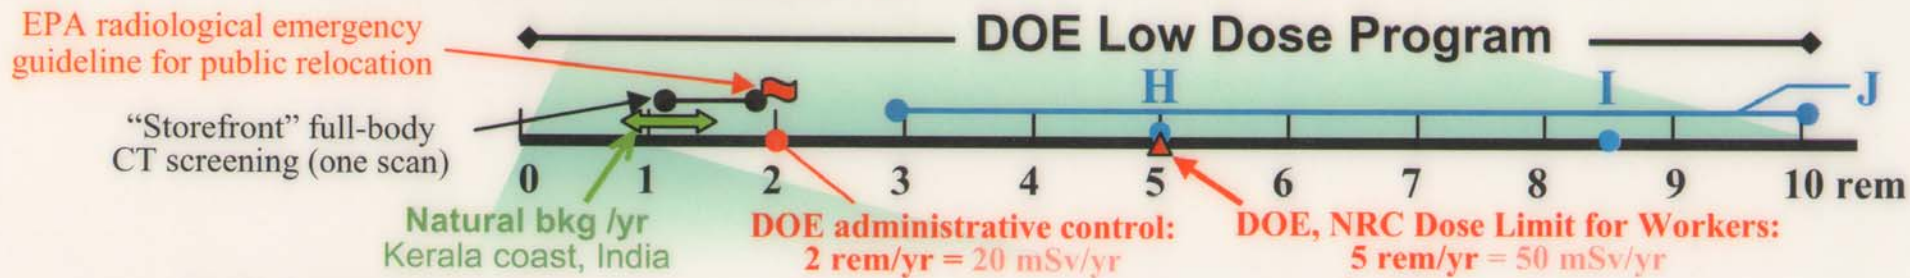 EPA radiological emergency
guideline for public relocation
DOE Low Dose Program
H
I
J
"Storefront" full-body
CT screening (one scan)
0 1 2 3 4 5 6 7 8 9 10 rem
Natural bkg /yr
Kerala coast, India
DOE administrative control:
2 rem/yr = 20 mSv/yr
DOE, NRC Dose Limit for Workers:
5 rem/yr = 50 mSv/yr